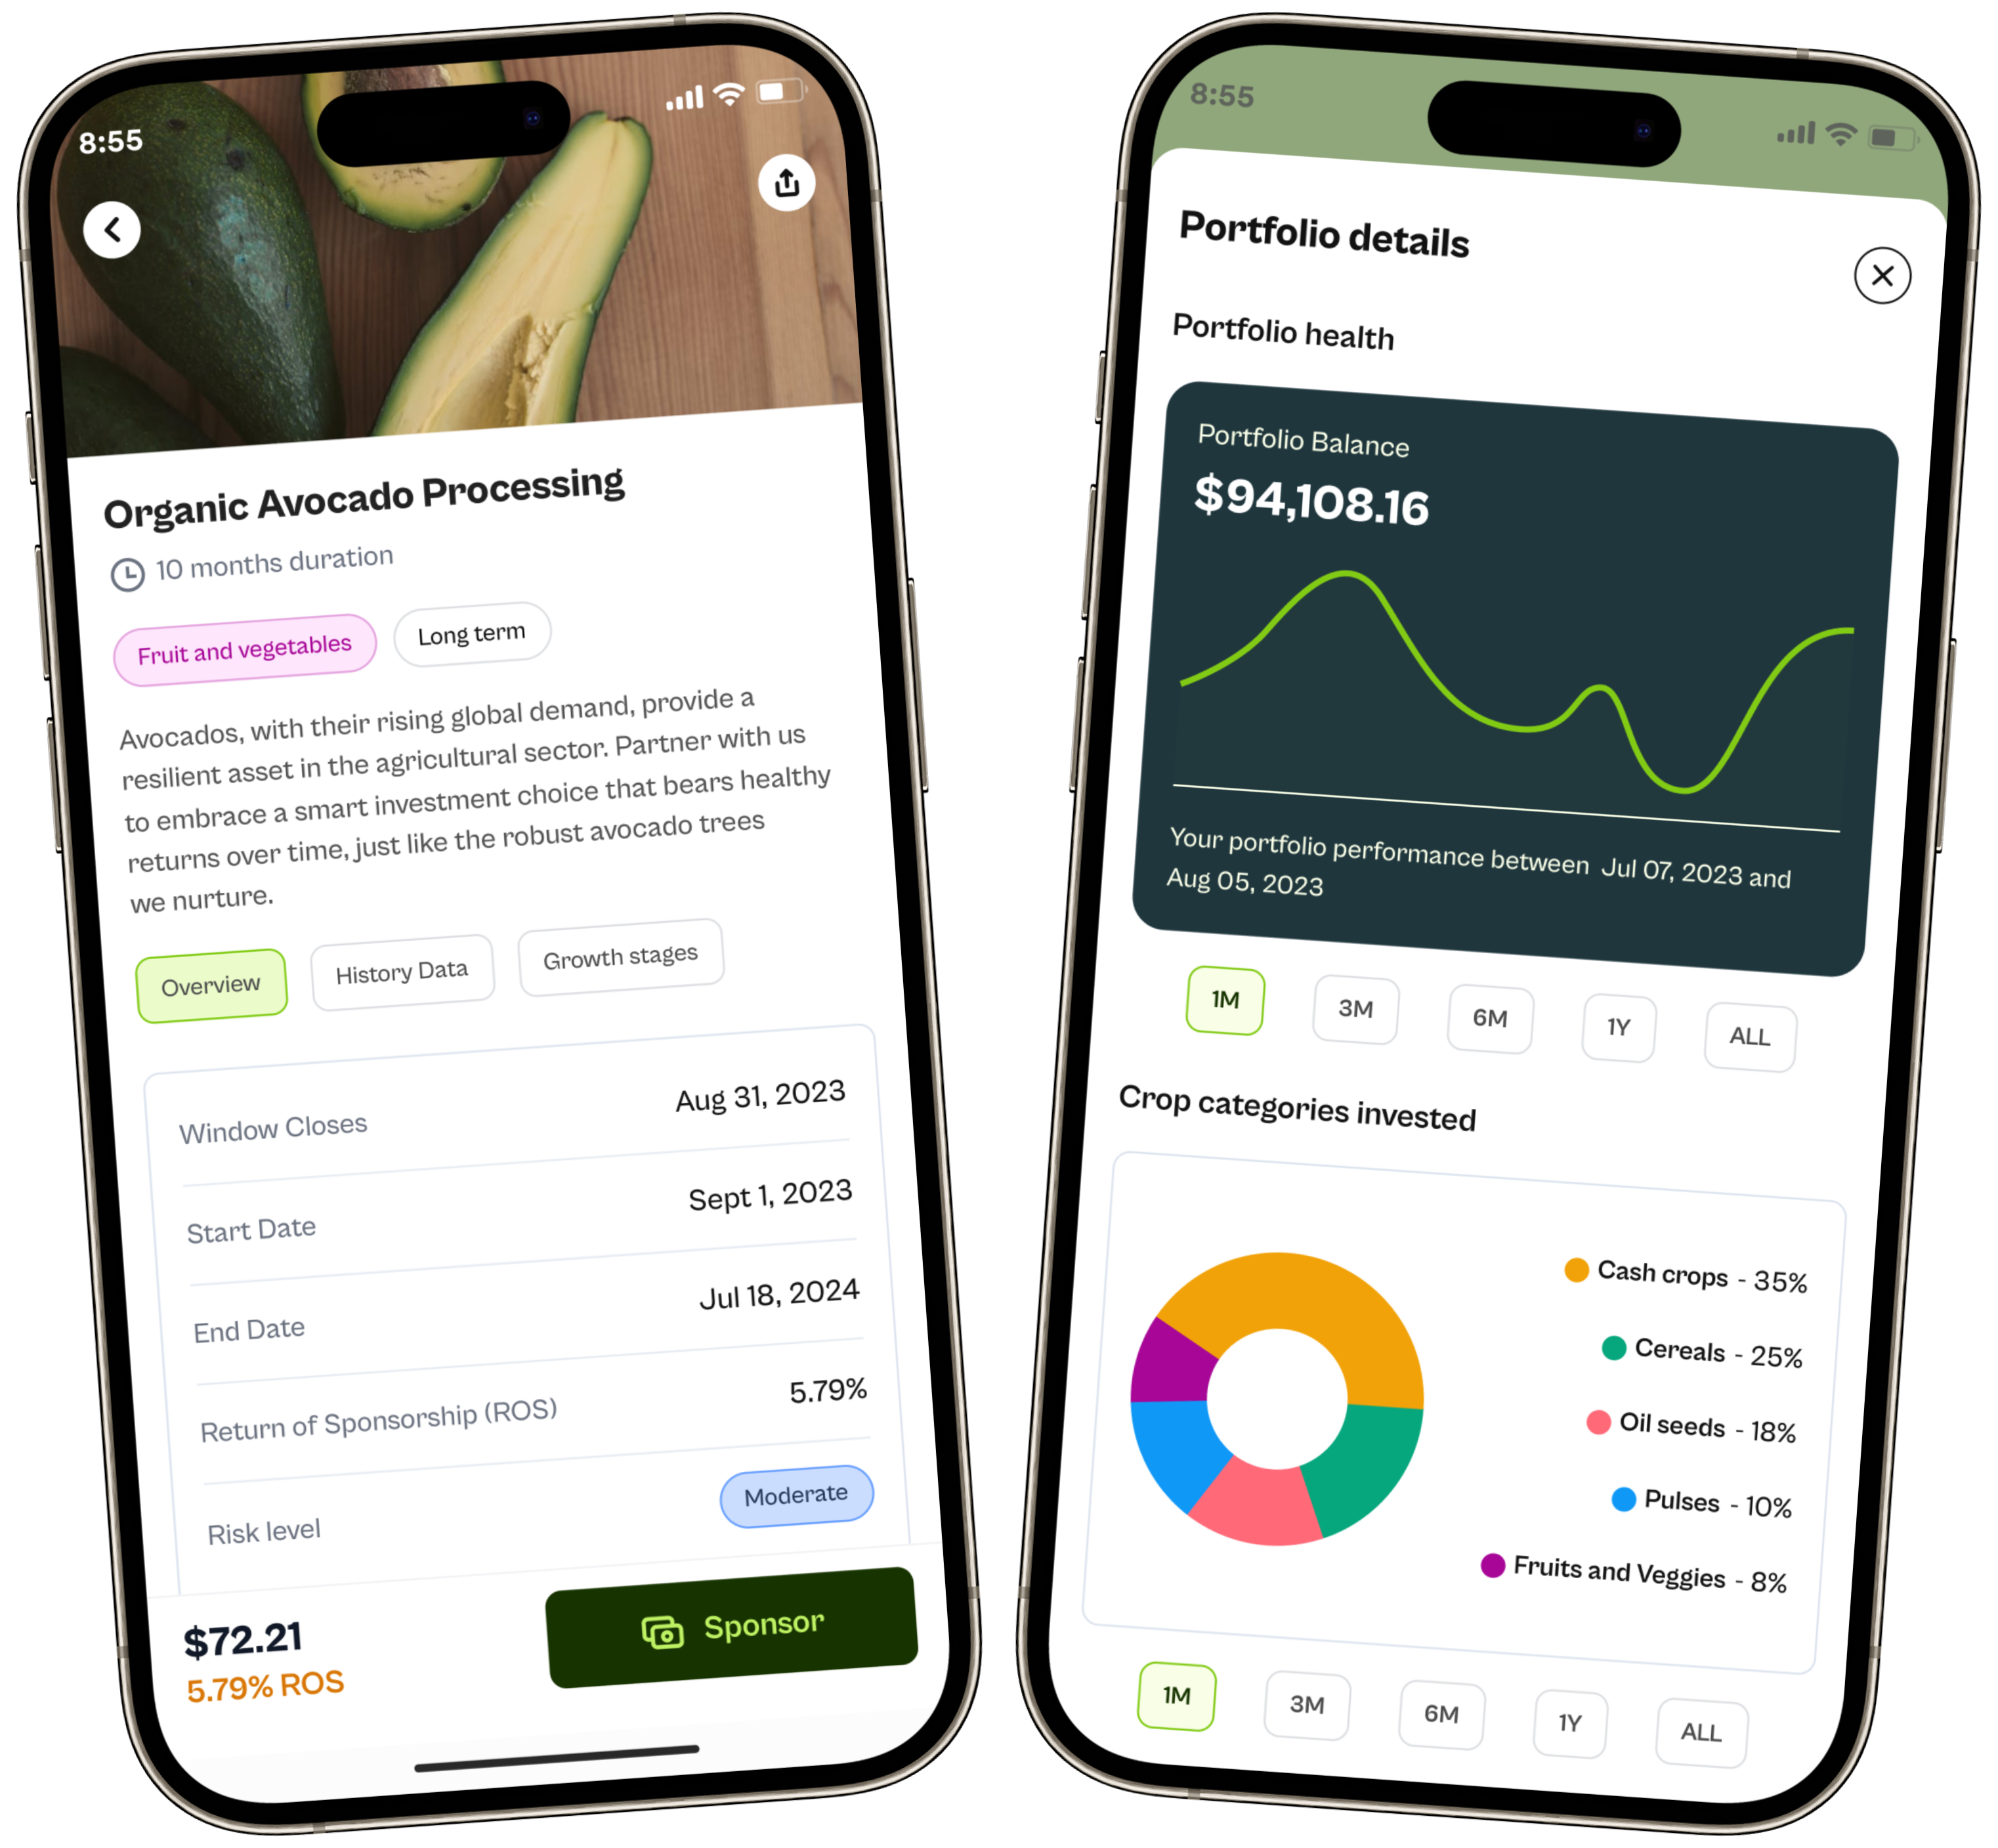 8:55
Organic Avocado Processing
10 months duration
Fruit and vegetables
Long term
Avocados, with their rising global demand, provide a
resilient asset in the agricultural sector. Partner with us
to embrace a smart investment choice that bears healthy
returns over time, just like the robust avocado trees
we nurture.
Overview
History Data
Growth stages
Window Closes
Aug 31, 2023
Start Date
Sept 1, 2023
End Date
Jul 18, 2024
Return of Sponsorship (ROS)
5.79%
Risk level
Moderate
$72.21
5.79% ROS
Sponsor
8:55
Portfolio details
Portfolio health
Portfolio Balance
$94,108.16
Your portfolio performance between Jul 07, 2023 and
Aug 05, 2023
1M
3M
6M
1Y
ALL
Crop categories invested
Cash crops - 35%
Cereals - 25%
Oil seeds - 18%
Pulses - 10%
Fruits and Veggies - 8%
1M
3M
6M
1Y
ALL